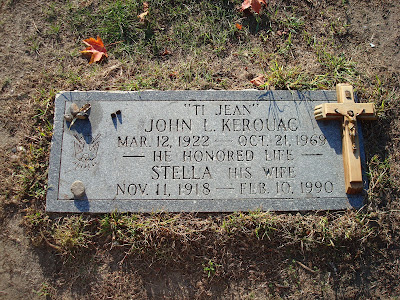 "TI JEAN"
JOHN L. KEROUAC
MAR. 12, 1922 — OCT. 21, 1969
— HE HONORED LIFE —
STELLA HIS WIFE
NOV. 11, 1918 — FEB. 10, 1990